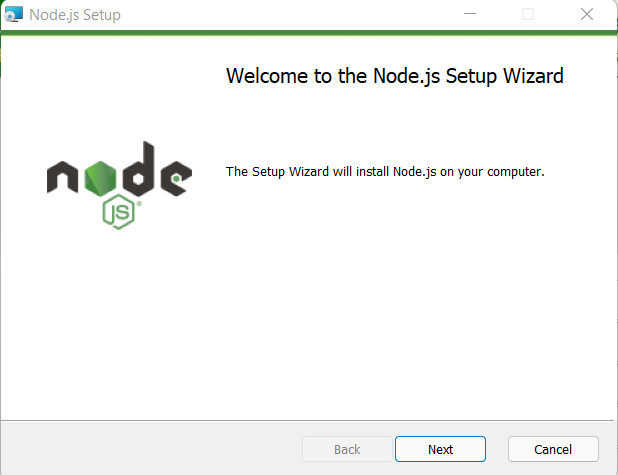 Node.js Setup
Welcome to the Node.js Setup Wizard
The Setup Wizard will install Node.js on your computer.
node
JS®
Back
Next
Cancel